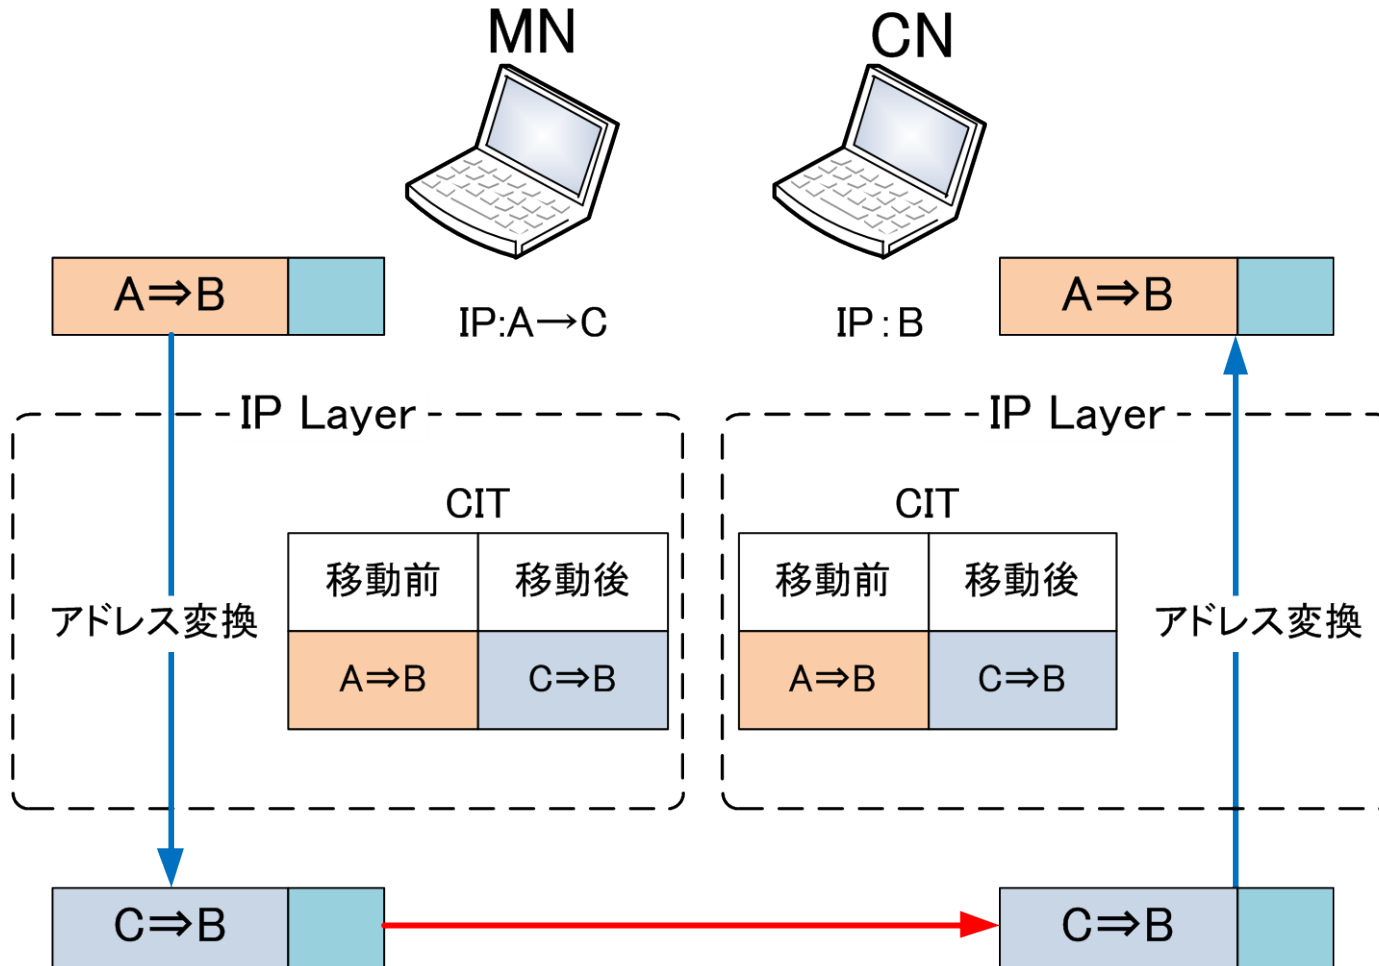 MN
CN
A⇒B
IP:A→C
IP：B
A⇒B
IP Layer
IP Layer
CIT
CIT
移動前
移動後
移動前
移動後
アドレス変換
アドレス変換
A⇒B
C⇒B
A⇒B
C⇒B
C⇒B
C⇒B